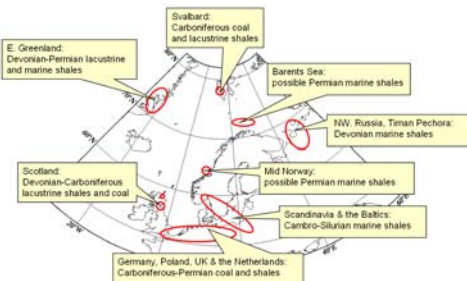 Svalbard:
Carboniferous coal
and lacustrine shales
E. Greenland:
Devonian-Permian lacustrine
and marine shales
Barents Sea:
possible Permian marine shales
NW. Russia, Timan Pechora:
Devonian marine shales
Scotland:
Devonian-Carboniferous
lacustrine shales and coal
Mid Norway:
possible Permian marine shales
Scandinavia & the Baltics:
Cambro-Silurian marine shales
Germany, Poland, UK & the Netherlands:
Carboniferous-Permian coal and shales